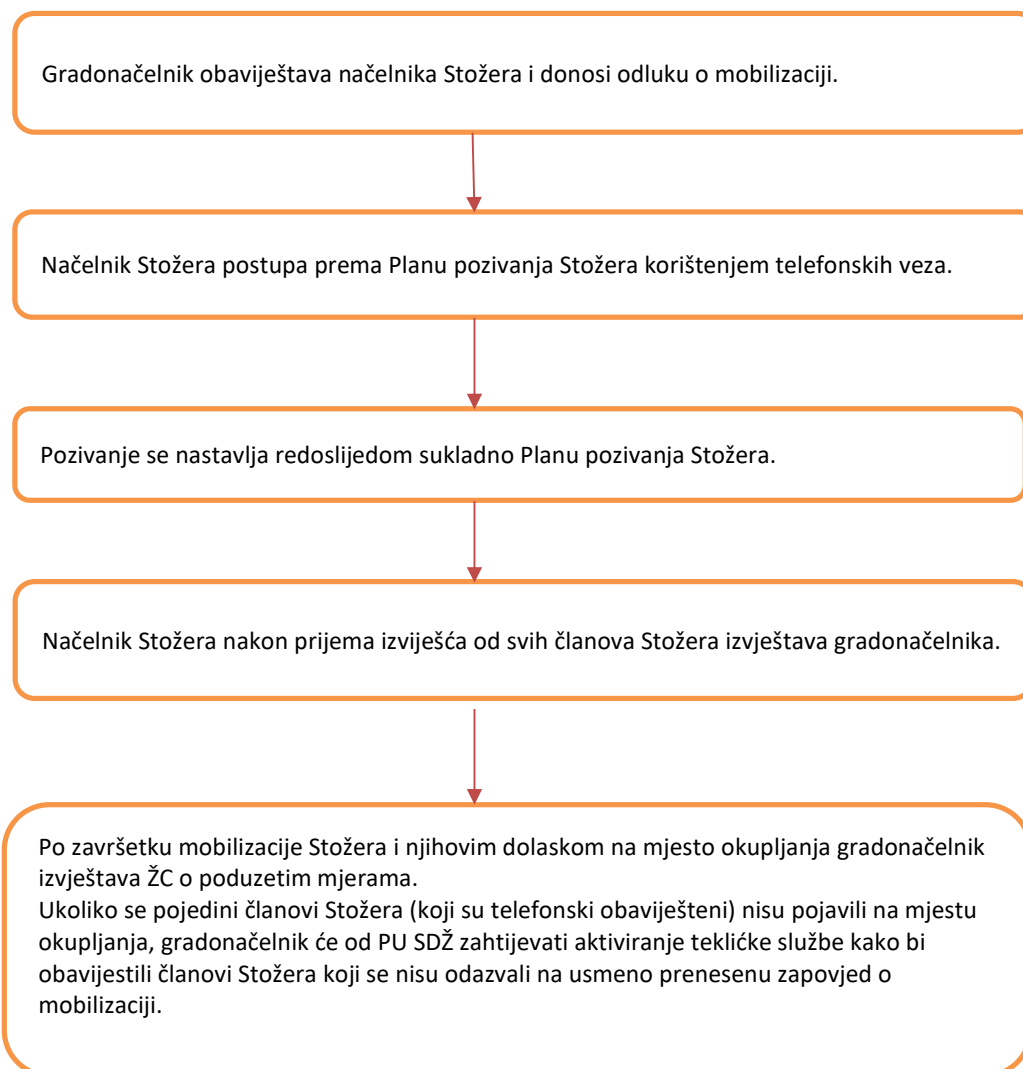 Gradonačelnik obaviještava načelnika Stožera i donosi odluku o mobilizaciji.
Načelnik Stožera postupa prema Planu pozivanja Stožera korištenjem telefonskih veza.
Pozivanje se nastavlja redoslijedom sukladno Planu pozivanja Stožera.
Načelnik Stožera nakon prijema izviješća od svih članova Stožera izvještava gradonačelnika.
Po završetku mobilizacije Stožera i njihovim dolaskom na mjesto okupljanja gradonačelnik
izvještava ŽC o poduzetim mjerama.
Ukoliko se pojedini članovi Stožera (koji su telefonski obaviješteni) nisu pojavili na mjestu
okupljanja, gradonačelnik će od PU SDŽ zahtijevati aktiviranje teklićke službe kako bi
obavijestili članovi Stožera koji se nisu odazvali na usmeno prenesenu zapovjed o
mobilizaciji.